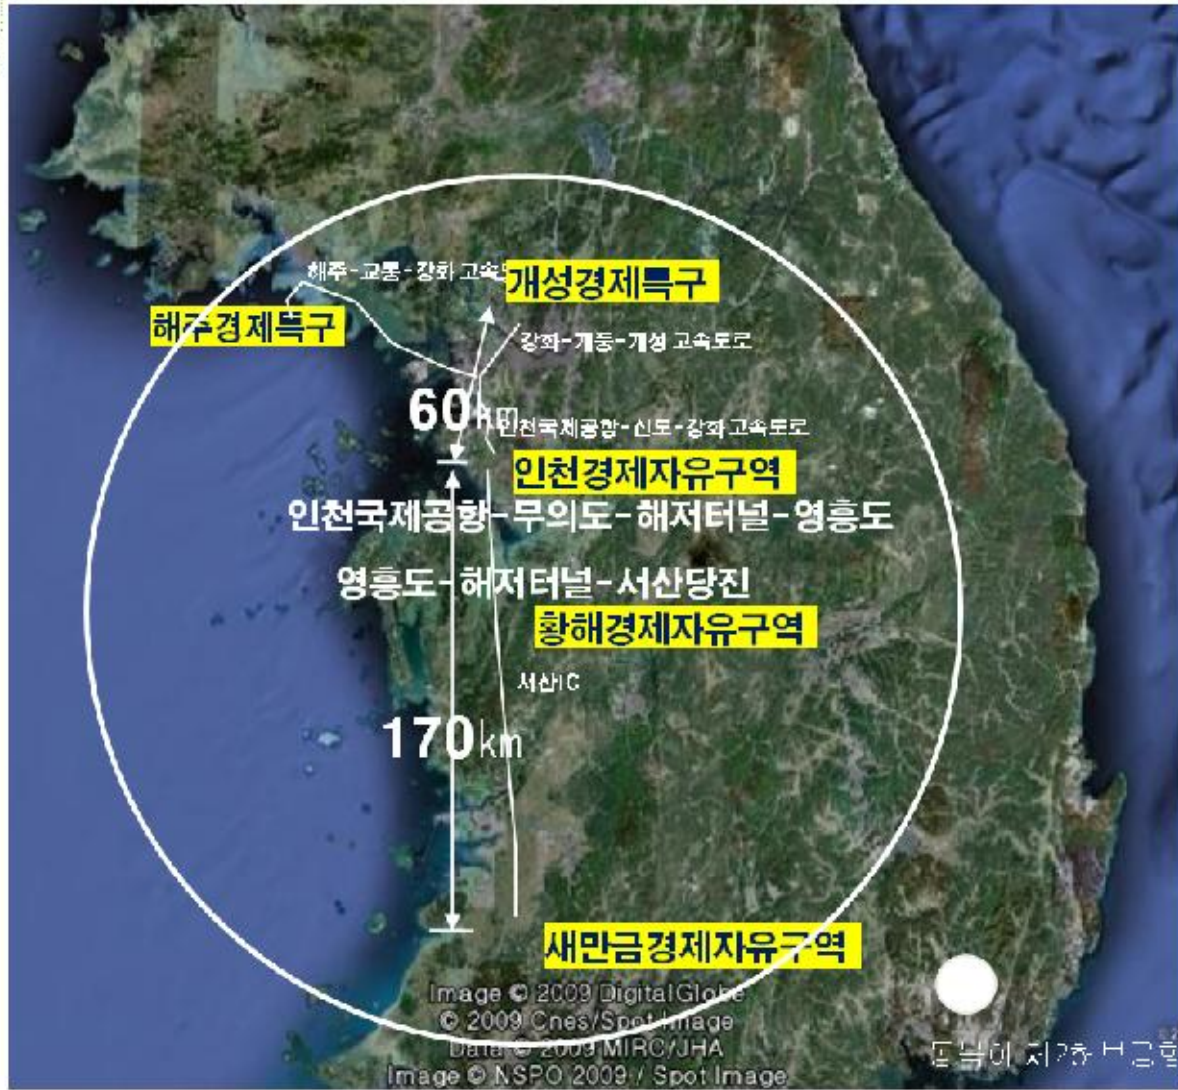 해주-교동-강화 고속도
개성경제특구
해주경제특구
강화-개풍-개성 고속도로
60km
인천국제공항-신도-강화 고속도로
인천경제자유구역
인천국제공항-무의도-해저터널-영흥도
영흥도-해저터널-서산당진
황해경제자유구역
서산IC
170km
새만금경제자유구역
Image © 2009 DigitalGlobe
© 2009 Cnes/Spot Image
Data © 2009 MIRC/JHA
Image © NSPO 2009 / Spot Image